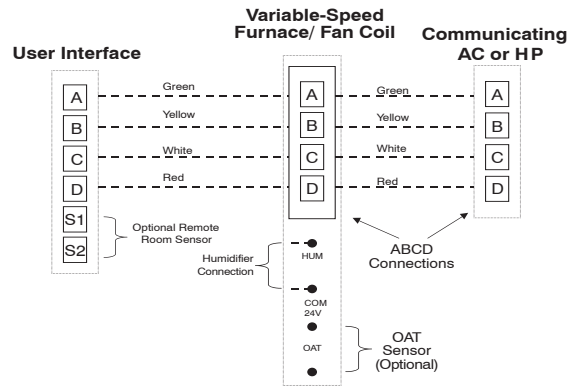 Variable-Speed
Furnace/ Fan Coil
Communicating
AC or HP
User Interface
A
Green
A
Green
A
B
Yellow
B
Yellow
B
C
White
C
White
C
D
Red
D
Red
D
S1
S2
Optional Remote
Room Sensor
Humidifier
Connection
HUM
COM
24V
OAT
ABCD
Connections
OAT
Sensor
(Optional)